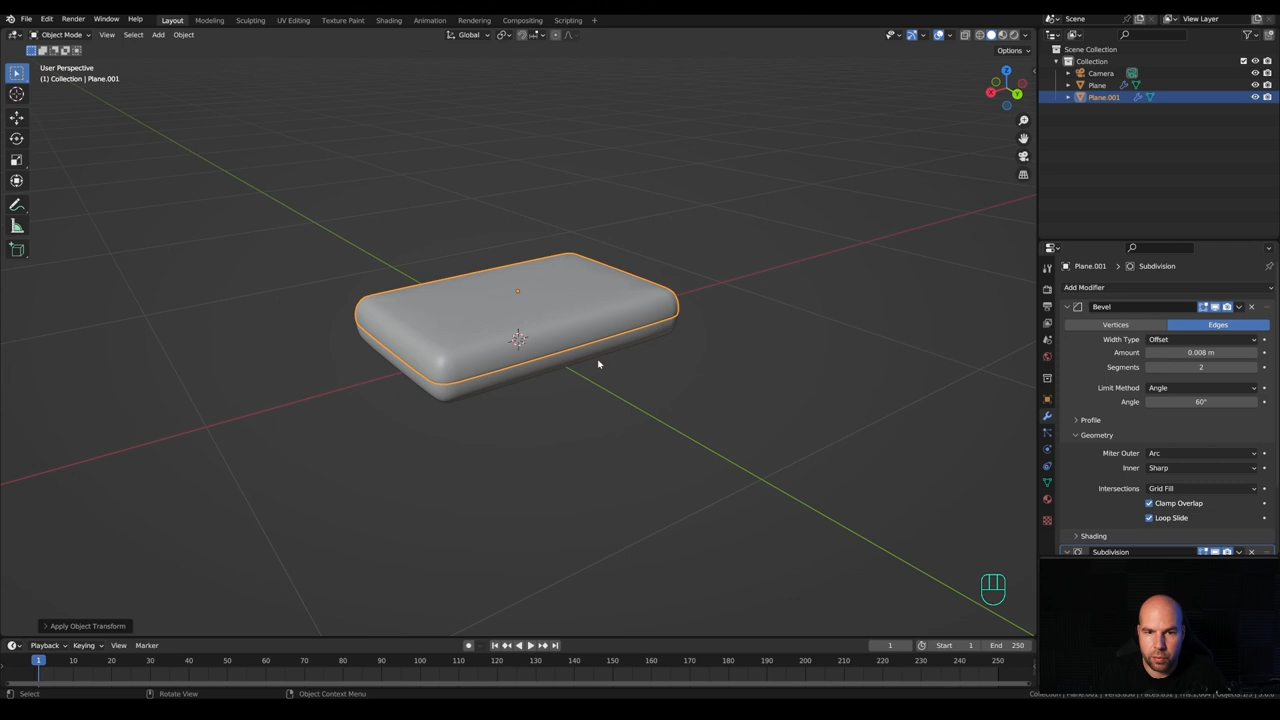 File Edit Render Window Help Layout Modeling Sculpting UV Editing Texture Paint Shading Animation Rendering Compositing Scripting + Scene View Layer
Object Mode View Select Add Object Global
Options
User Perspective
(1) Collection | Plane.001
Scene Collection
Collection
Camera
Plane
Plane.001
X
Y
Z
Plane.001 > Subdivision
Add Modifier
Bevel
Vertices Edges
Width Type Offset
Amount 0.008 m
Segments 2
Limit Method Angle
Angle 60°
Profile
Geometry
Miter Outer Arc
Inner Sharp
Intersections Grid Fill
Clamp Overlap
Loop Slide
Shading
Subdivision
Apply Object Transform
Playback Keying View Marker 1 Start 1 End 250
1 10 20 30 40 50 60 70 80 90 100 110 120 130 140 150 160 170 180 190 200 210 220 230 240 250
Select Rotate View Object Context Menu